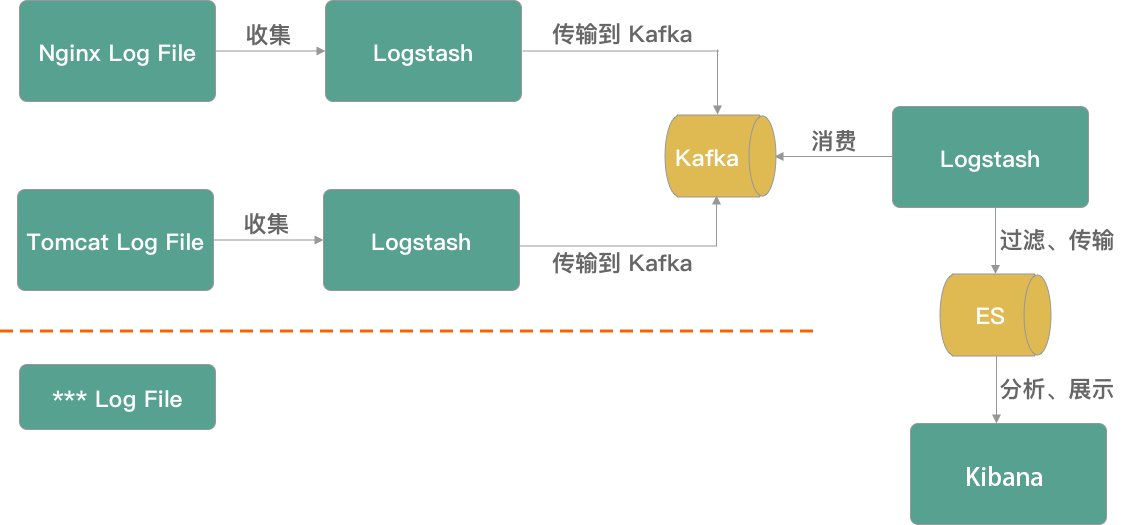 Nginx Log File
收集
Logstash
传输到 Kafka
Kafka
消费
Logstash
Tomcat Log File
收集
Logstash
传输到 Kafka
过滤、传输
ES
分析、展示
Kibana
*** Log File